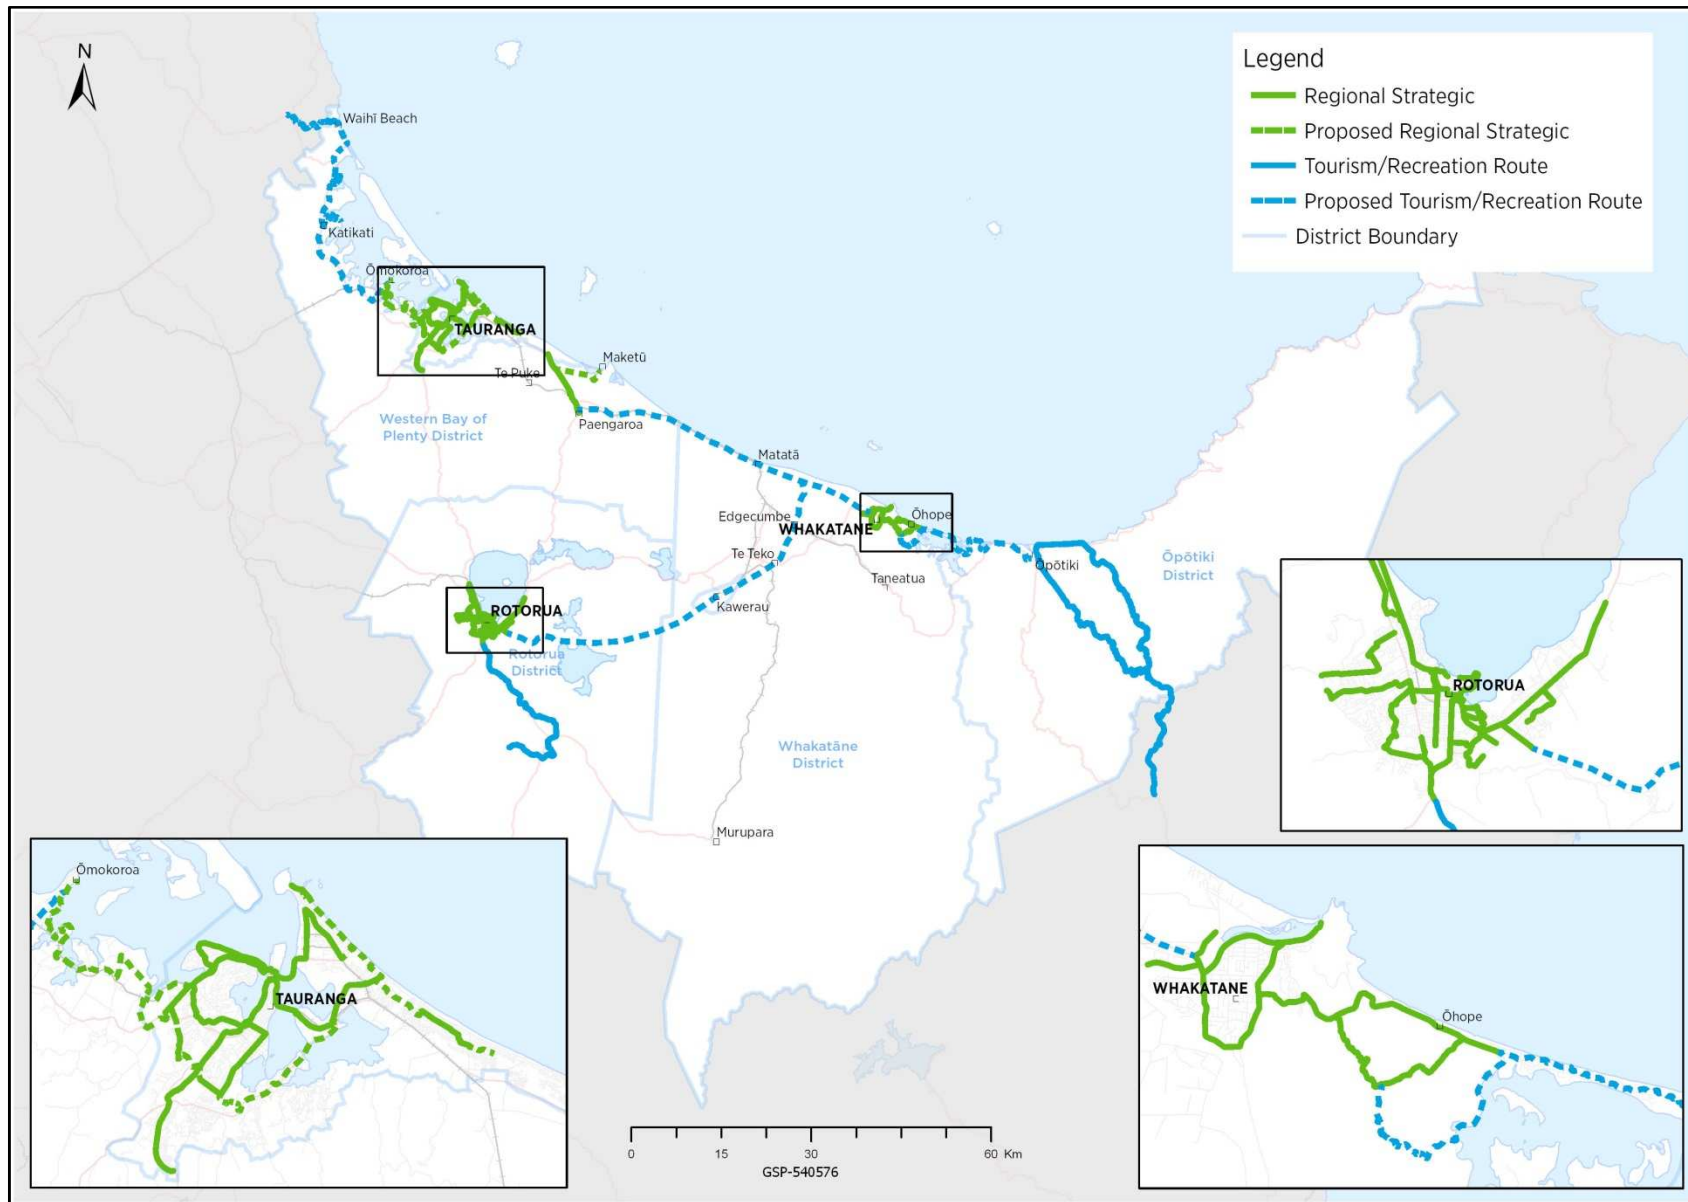 N
Legend
Regional Strategic
Proposed Regional Strategic
Tourism/Recreation Route
Proposed Tourism/Recreation Route
District Boundary
Waihī Beach
Katikati
Ōmokoroa
TAURANGA
Maketū
Te Puke
Western Bay of
Plenty District
Paengaroa
Matatā
Edgecumbe
WHAKATANE
Ōhope
Te Teko
Ōpōtiki
Ōpōtiki
District
Taneatua
Kawerau
ROTORUA
Rotorua
District
Whakatāne
District
Murupara
ROTORUA
Ōmokoroa
TAURANGA
WHAKATANE
Ōhope
0 15 30 60 Km
GSP-540576